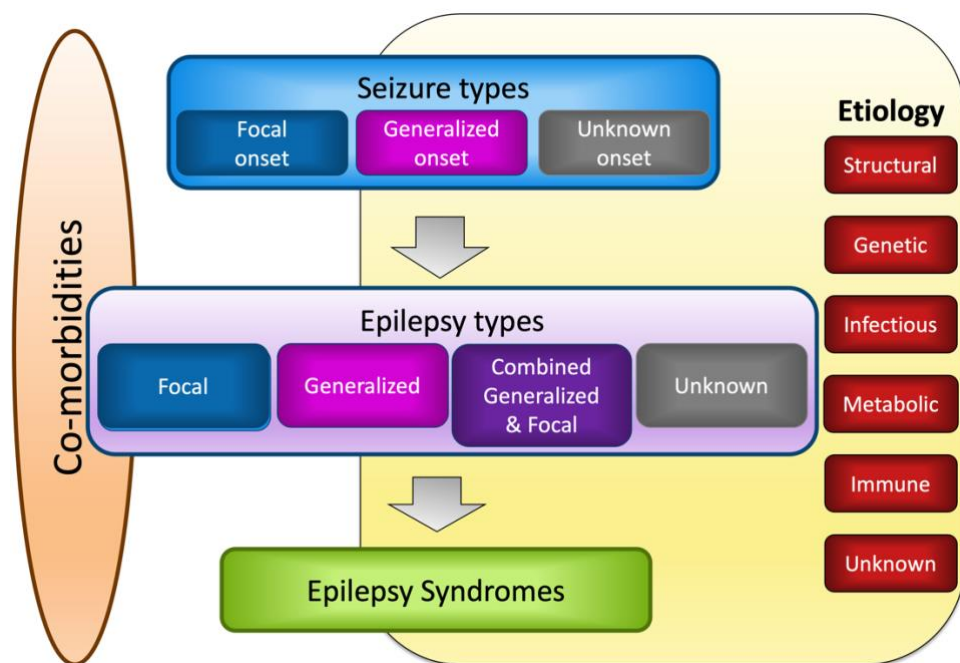 Co-morbidities
Seizure types
Focal
onset
Generalized
onset
Unknown
onset
Epilepsy types
Focal
Generalized
Combined
Generalized
& Focal
Unknown
Epilepsy Syndromes
Etiology
Structural
Genetic
Infectious
Metabolic
Immune
Unknown